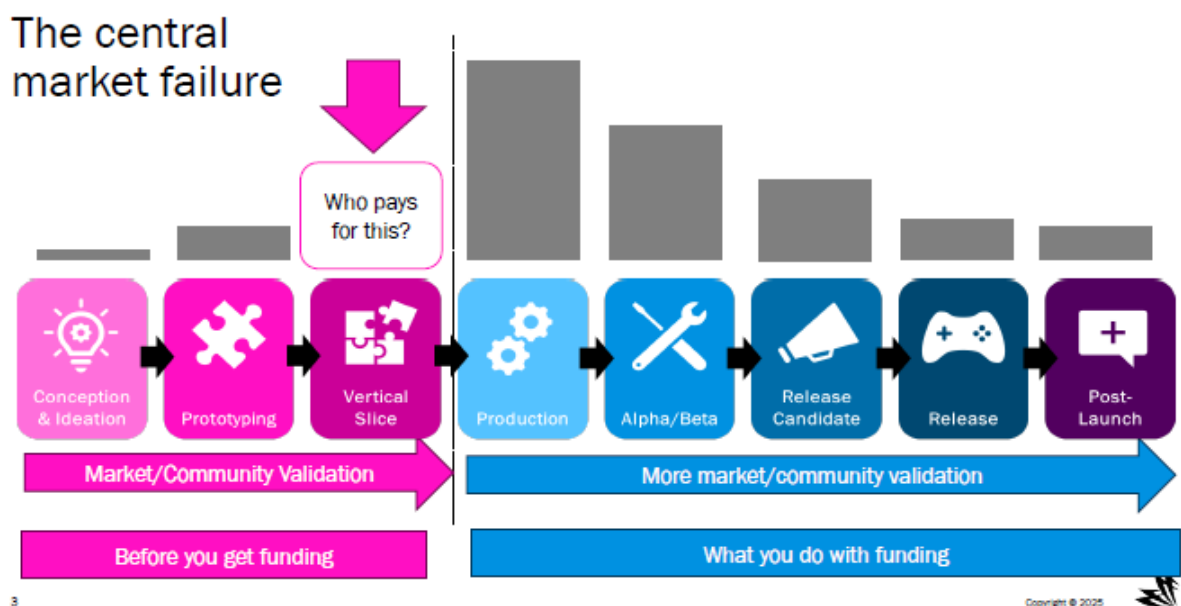 The central
market failure
Who pays
for this?
Conception
& Ideation
Prototyping
Vertical
Slice
Production
Alpha/Beta
Release
Candidate
Release
Post-
Launch
Market/Community Validation
More market/community validation
Before you get funding
What you do with funding
3
Copyright © 2025